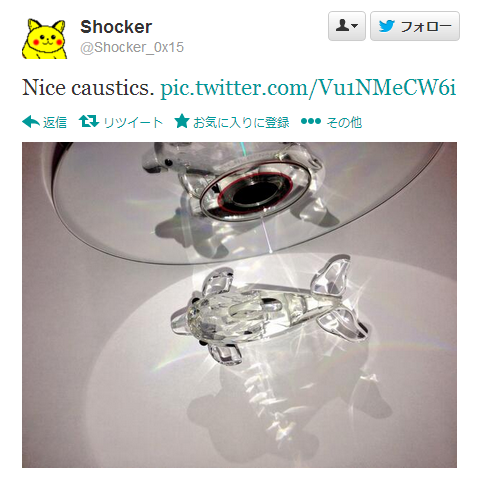 Shocker
@Shocker_0x15
フォロー
Nice caustics. pic.twitter.com/Vu1NMeCW6i
返信 リツイート お気に入りに登録 その他